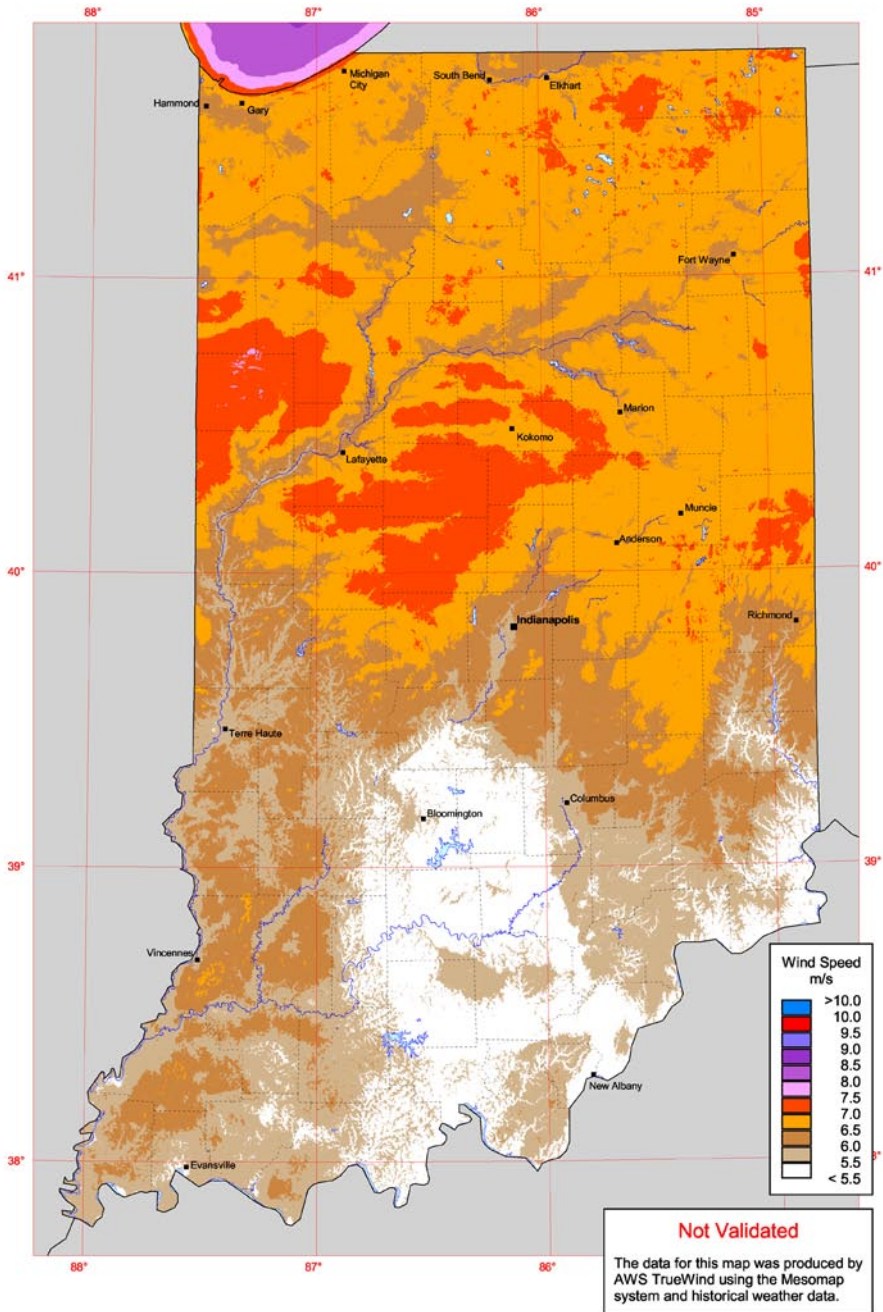 88° 87° 86° 85°
Michigan
City
South Bend
Elkhart
Hammond
Gary
Fort Wayne
41° 41°
Marion
Kokomo
Lafayette
Muncie
Anderson
40° 40°
Richmond
Indianapolis
Terre Haute
Columbus
Bloomington
39° 39°
Vincennes
Wind Speed
m/s
>10.0
10.0
9.5
9.0
8.5
8.0
7.5
7.0
6.5
6.0
5.5
< 5.5
New Albany
38° 8°
Evansville
88° 87° 86°
Not Validated
The data for this map was produced by
AWS TrueWind using the Mesomap
system and historical weather data.